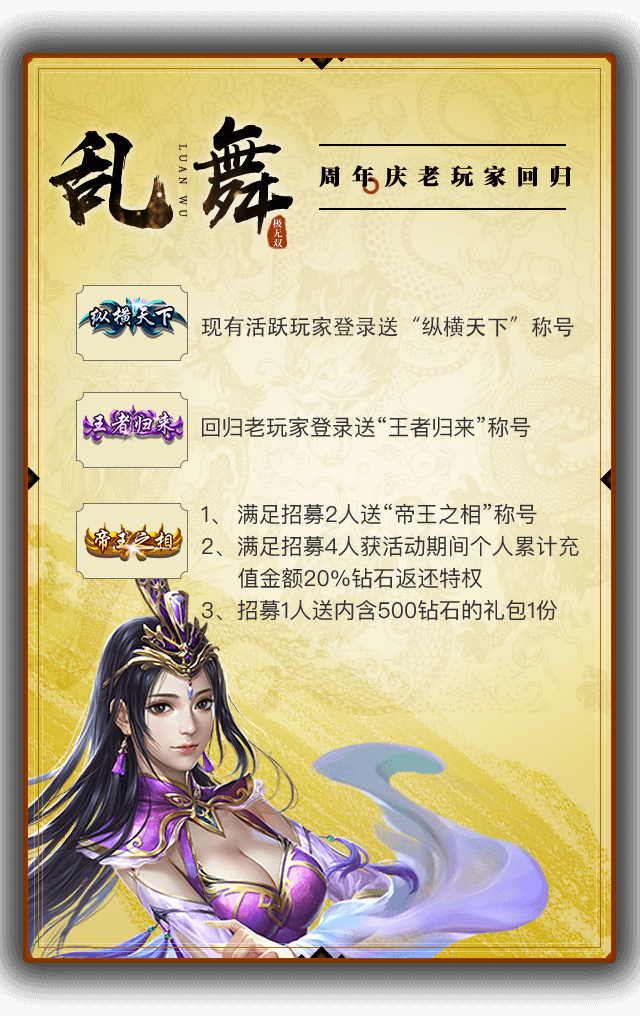 乱舞
LUAN WU
极无双
周年庆老玩家回归
纵横天下
现有活跃玩家登录送“纵横天下”称号
王者归来
回归老玩家登录送“王者归来”称号
帝王之相
1、 满足招募2人送“帝王之相”称号
2、满足招募4人获活动期间个人累计充
值金额20%钻石返还特权
3、招募1人送内含500钻石的礼包1份